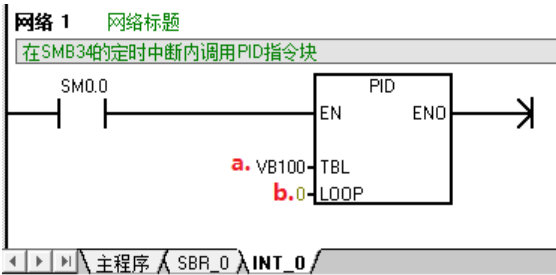 网络 1 网络标题
在SMB34的定时中断内调用PID指令块
SM0.0
PID
EN ENO
a. VB100 TBL
b.0 LOOP
主程序 SBR_0 INT_0